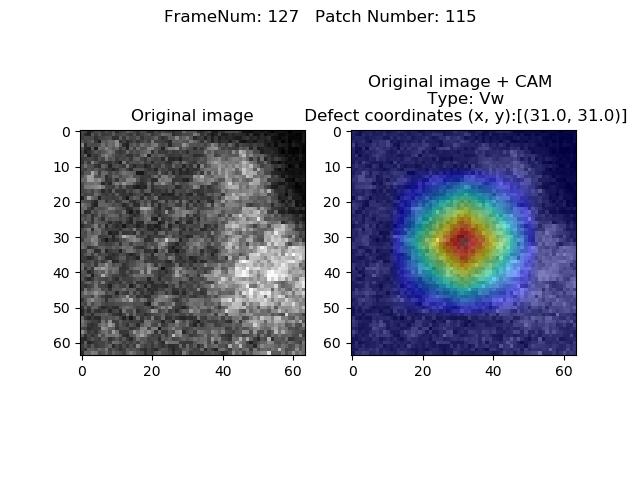 FrameNum: 127   Patch Number: 115
Original image
0
10
20
30
40
50
60
0 20 40 60
Original image + CAM
Type: Vw
Defect coordinates (x, y):[(31.0, 31.0)]
0
10
20
30
40
50
60
0 20 40 60